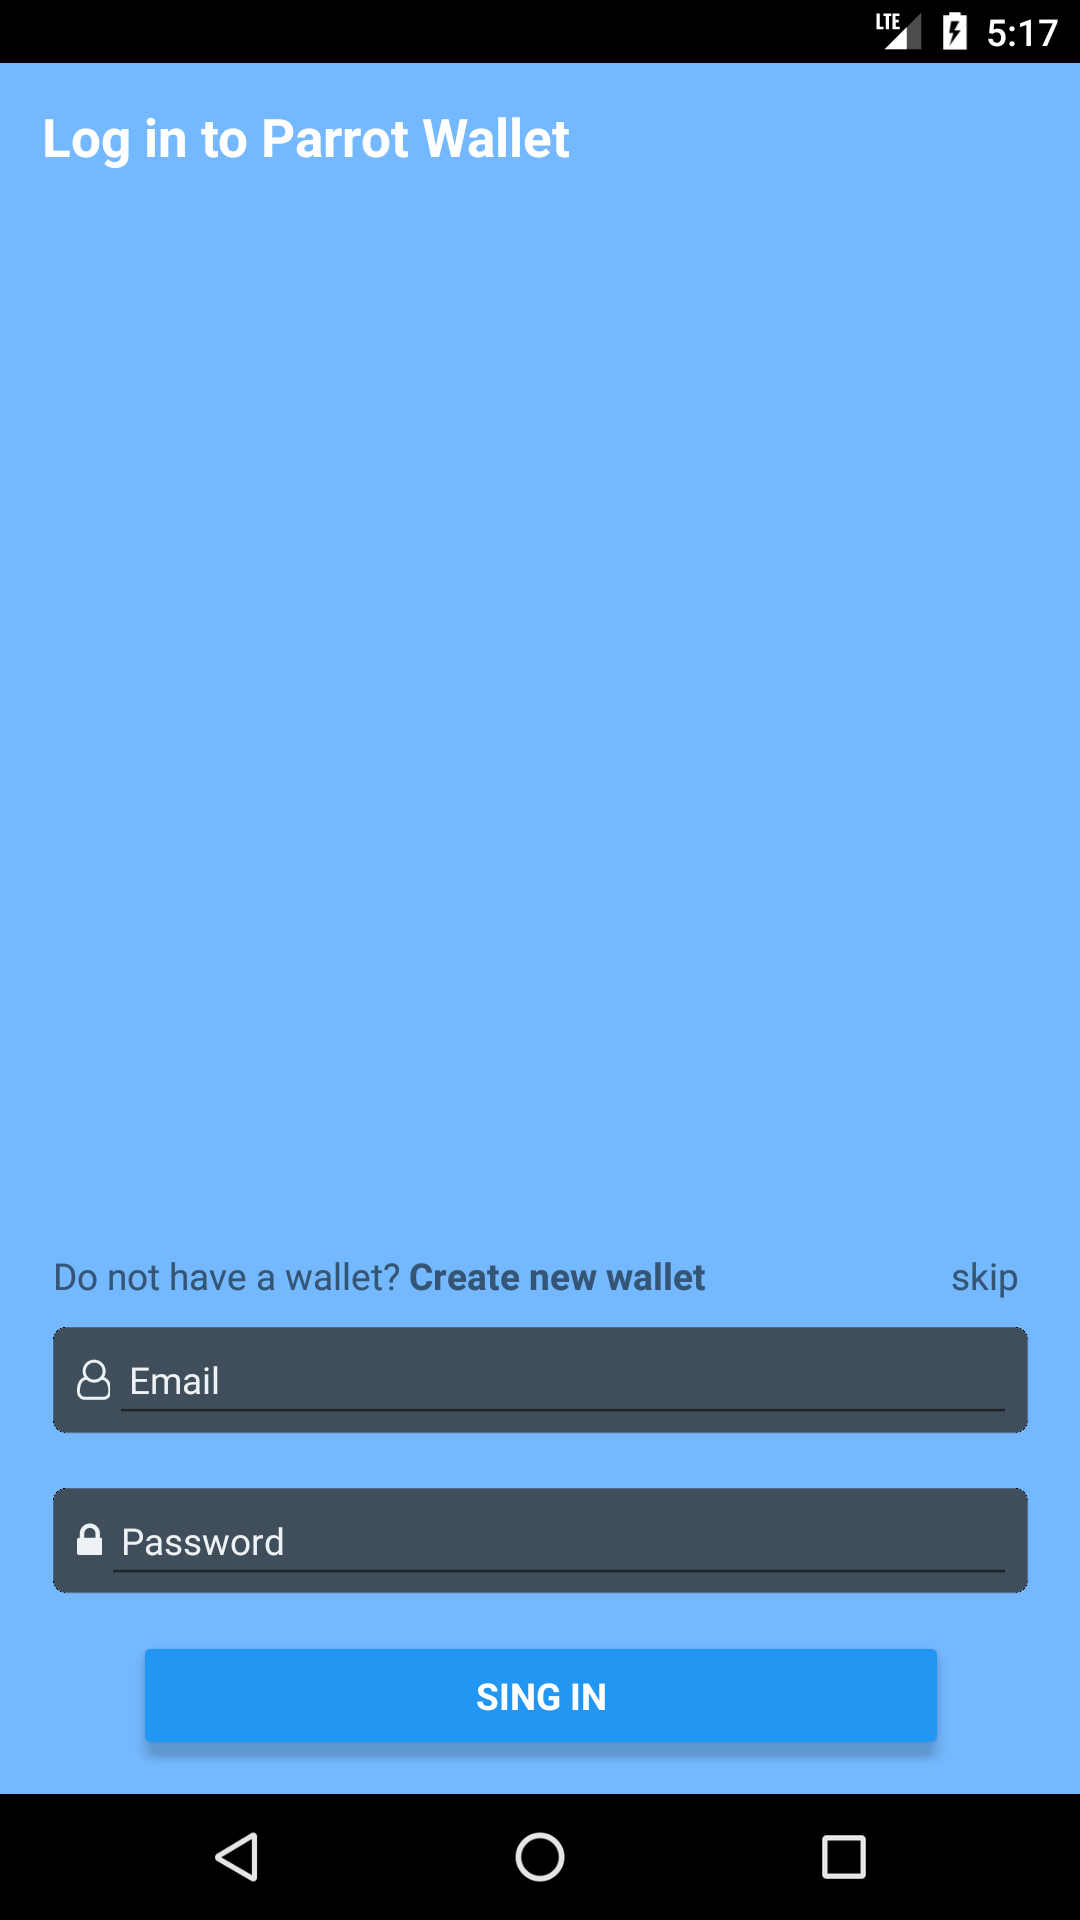 LTE 5:17
Log in to Parrot Wallet
Do not have a wallet? Create new wallet skip
Email
Password
SING IN